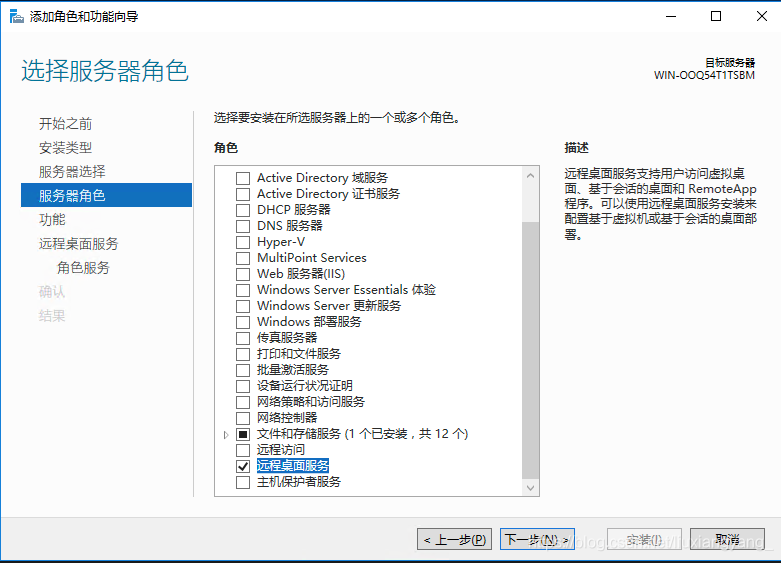 添加角色和功能向导
选择服务器角色
目标服务器
WIN-OOQ54T1TSBM
开始之前
安装类型
服务器选择
服务器角色
功能
远程桌面服务
角色服务
确认
结果
选择要安装在所选服务器上的一个或多个角色。
角色
Active Directory 域服务
Active Directory 证书服务
DHCP 服务器
DNS 服务器
Hyper-V
MultiPoint Services
Web 服务器(IIS)
Windows Server Essentials 体验
Windows Server 更新服务
Windows 部署服务
传真服务器
打印和文件服务
批量激活服务
设备运行状况证明
网络策略和访问服务
网络控制器
文件和存储服务 (1 个已安装，共 12 个)
远程访问
远程桌面服务
主机保护者服务
描述
远程桌面服务支持用户访问虚拟桌
面、基于会话的桌面和 RemoteApp
程序。可以使用远程桌面服务安装来
配置基于虚拟机或基于会话的桌面部
署。
< 上一步(P)
下一步(N) >
安装(I)
取消